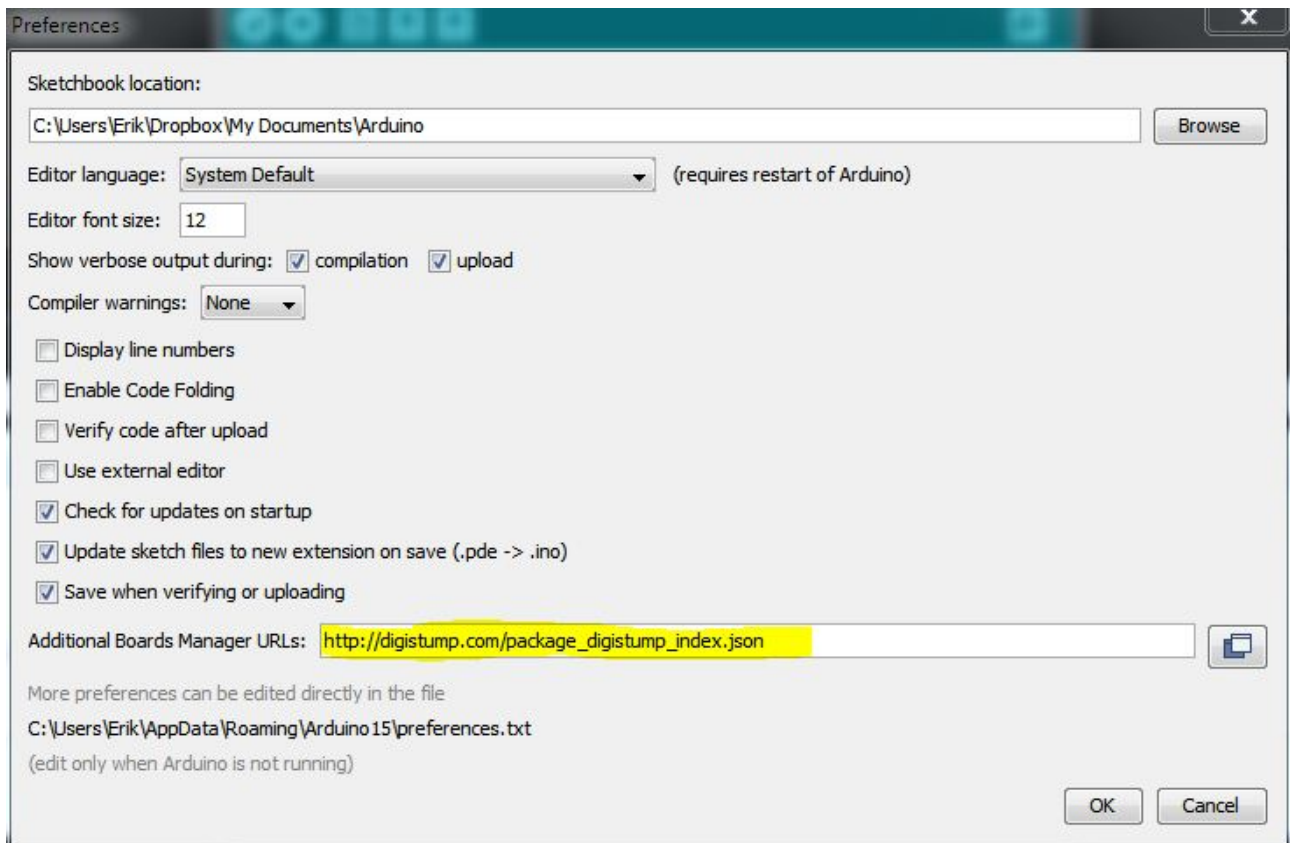 Preferences
X
Sketchbook location:
C:\Users\Erik\Dropbox\My Documents\Arduino Browse
Editor language: System Default (requires restart of Arduino)
Editor font size: 12
Show verbose output during: compilation upload
Compiler warnings: None
Display line numbers
Enable Code Folding
Verify code after upload
Use external editor
Check for updates on startup
Update sketch files to new extension on save (.pde -> .ino)
Save when verifying or uploading
Additional Boards Manager URLs: http://digistump.com/package_digistump_index.json
More preferences can be edited directly in the file
C:\Users\Erik\AppData\Roaming\Arduino15\preferences.txt
(edit only when Arduino is not running)
OK Cancel